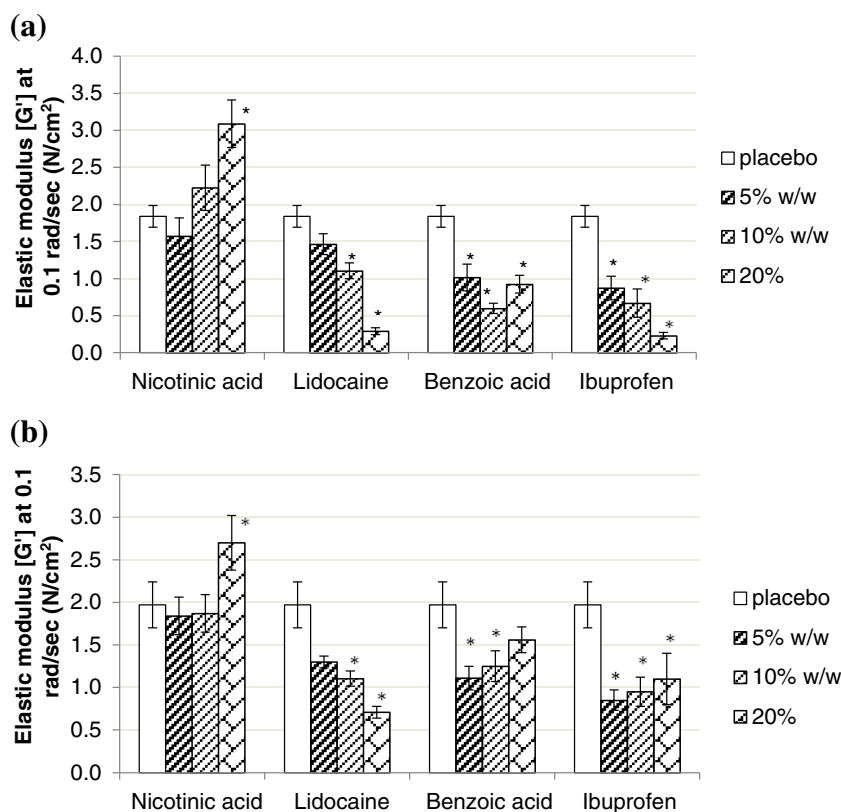 (a)
Elastic modulus [G'] at
0.1 rad/sec (N/cm²)
4.0
3.5
3.0
2.5
2.0
1.5
1.0
0.5
0.0
*
*
*
*
*
*
*
*
*
Nicotinic acid Lidocaine Benzoic acid Ibuprofen
placebo
5% w/w
10% w/w
20%
(b)
Elastic modulus [G'] at 0.1
rad/sec (N/cm²)
3.5
3.0
2.5
2.0
1.5
1.0
0.5
0.0
*
*
*
*
*
*
*
*
Nicotinic acid Lidocaine Benzoic acid Ibuprofen
placebo
5% w/w
10% w/w
20%